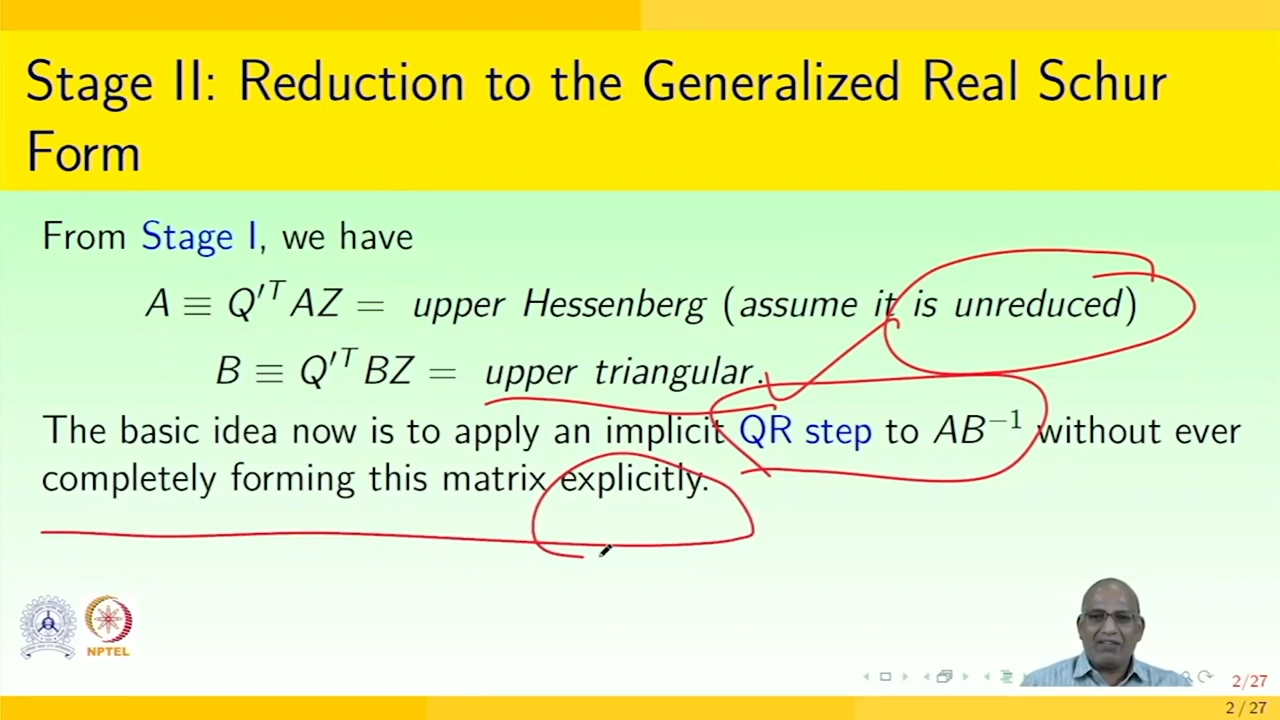 Stage II: Reduction to the Generalized Real Schur
Form
From Stage I, we have
A ≡ Q′ᵀAZ = upper Hessenberg (assume it is unreduced)
B ≡ Q′ᵀBZ = upper triangular.
The basic idea now is to apply an implicit QR step to AB⁻¹ without ever
completely forming this matrix explicitly.
NPTEL
2/27
2 / 27